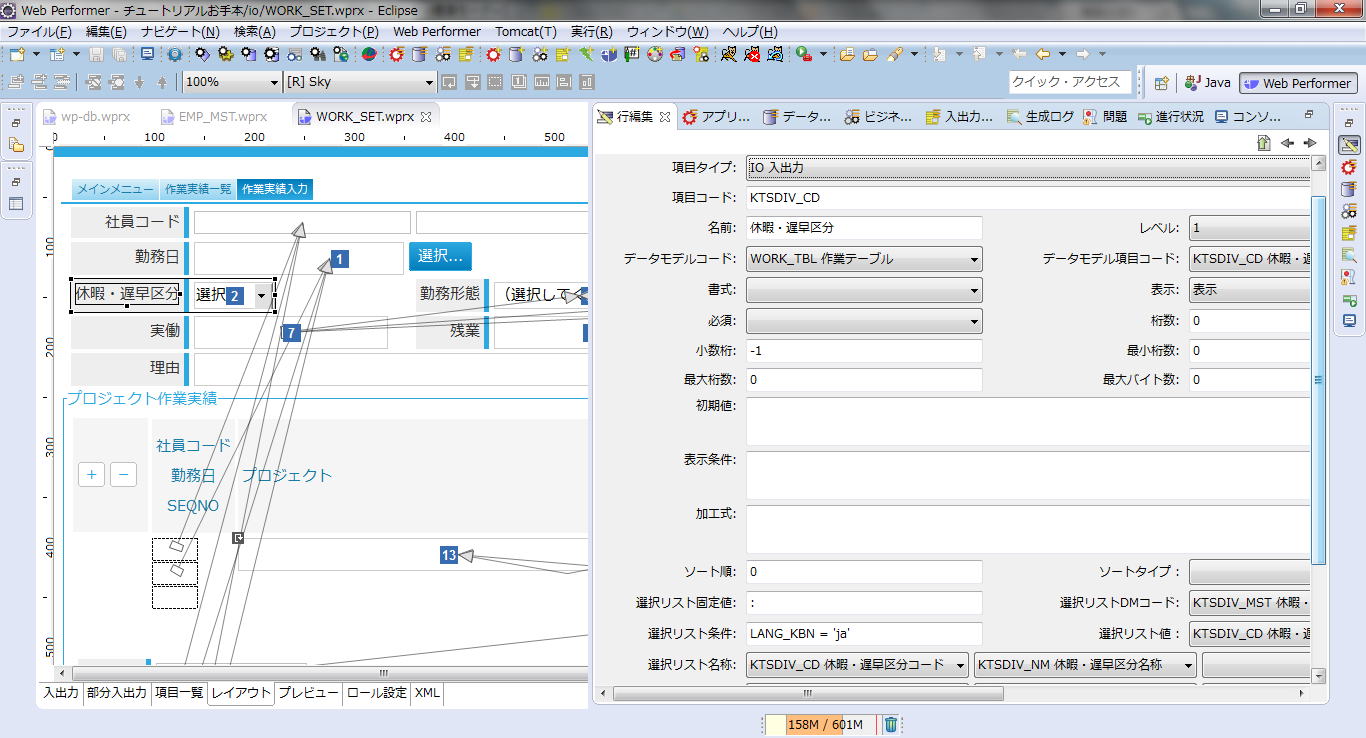 Web Performer - チュートリアルお手本/io/WORK_SET.wprx - Eclipse
ファイル(F) 編集(E) ナビゲート(N) 検索(A) プロジェクト(P) Web Performer Tomcat(T) 実行(R) ウィンドウ(W) ヘルプ(H)
100% [R] Sky クイック・アクセス Java Web Performer
wp-db.wprx EMP_MST.wprx WORK_SET.wprx
0 100 200 300 400 500
メインメニュー 作業実績一覧 作業実績入力
社員コード
勤務日 1 選択...
休暇・遅早区分 選択 2 勤務形態 (選択して
実働 7 残業
理由
プロジェクト作業実績
社員コード
+ − 勤務日 プロジェクト
SEQNO
13
0
100
200
300
400
500
入出力 部分入出力 項目一覧 レイアウト プレビュー ロール設定 XML
行編集 アプリ... データ... ビジネ... 入出力... 生成ログ 問題 進行状況 コンソ...
項目タイプ: IO 入出力
項目コード: KTSDIV_CD
名前: 休暇・遅早区分 レベル: 1
データモデルコード: WORK_TBL 作業テーブル データモデル項目コード: KTSDIV_CD 休暇・遅
書式: 表示: 表示
必須: 桁数: 0
小数桁: -1 最小桁数: 0
最大桁数: 0 最大バイト数: 0
初期値:
表示条件:
加工式:
ソート順: 0 ソートタイプ :
選択リスト固定値: : 選択リストDMコード: KTSDIV_MST 休暇・
選択リスト条件: LANG_KBN = 'ja' 選択リスト値 : KTSDIV_CD 休暇・遅
選択リスト名称: KTSDIV_CD 休暇・遅早区分コード KTSDIV_NM 休暇・遅早区分名称
158M / 601M